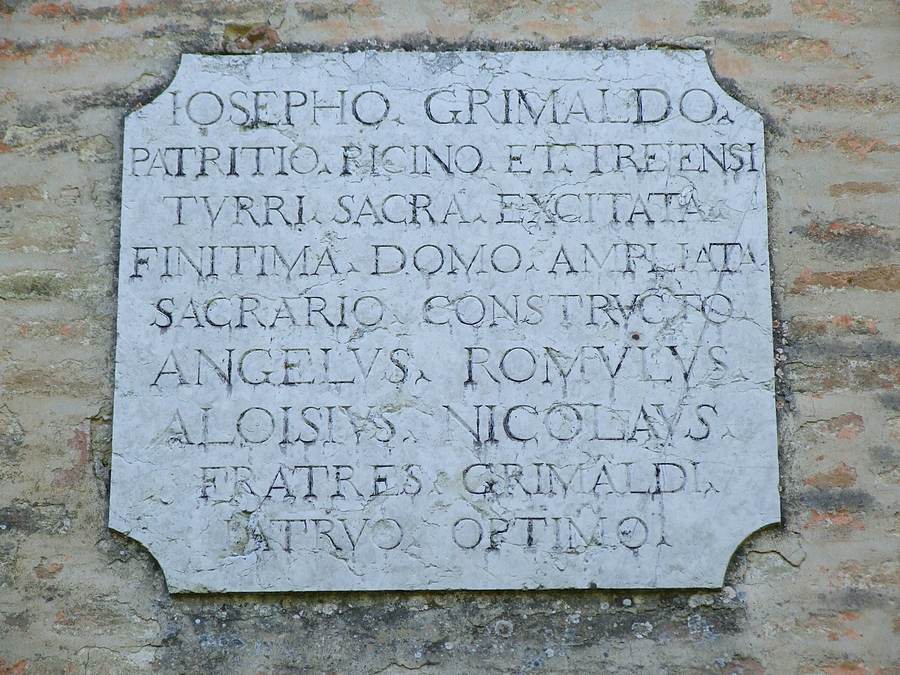 IOSEPHO. GRIMALDO.
PATRITIO. RICINO. ET. TREIENSI
TVRRI. SACRA. EXCITATA
FINITIMA. DOMO. AMPLIATA
SACRARIO. CONSTRVCTO
ANGELVS. ROMVLVS.
ALOISIVS. NICOLAVS.
FRATRES. GRIMALDI.
PATRVO. OPTIMO.